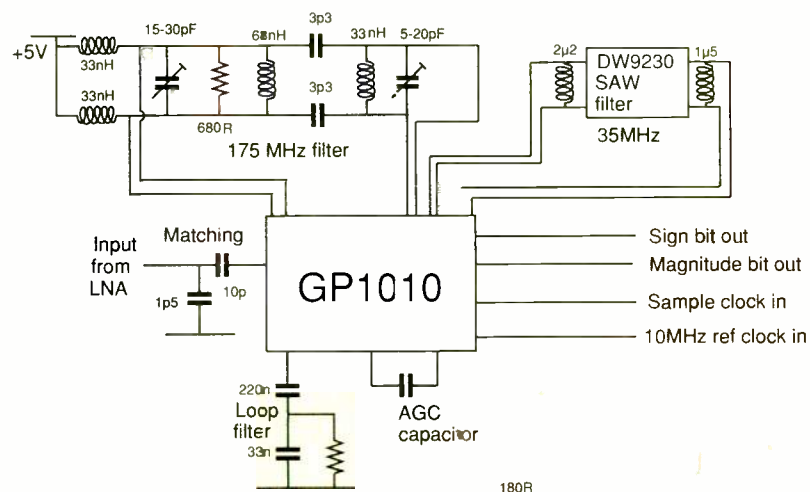 15-30pF
68nH
3p3
33nH
5-20pF
+5V
33nH
33nH
680R
3p3
175 MHz filter
2µ2
DW9230
SAW
filter
1µ5
35MHz
Input
from
LNA
Matching
1p5
10p
GP1010
Sign bit out
Magnitude bit out
Sample clock in
10MHz ref clock in
220n
Loop
filter
33n
AGC
capacitor
180R